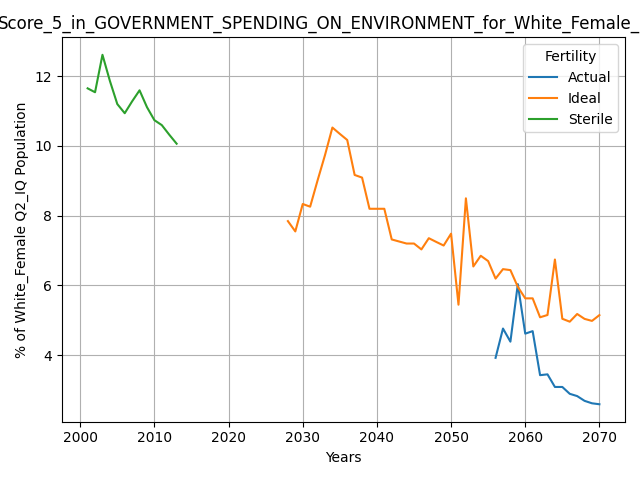 Score_5_in_GOVERNMENT_SPENDING_ON_ENVIRONMENT_for_White_Female_
Fertility
Actual
Ideal
Sterile
% of White_Female Q2_IQ Population
12
10
8
6
4
2000 2010 2020 2030 2040 2050 2060 2070
Years